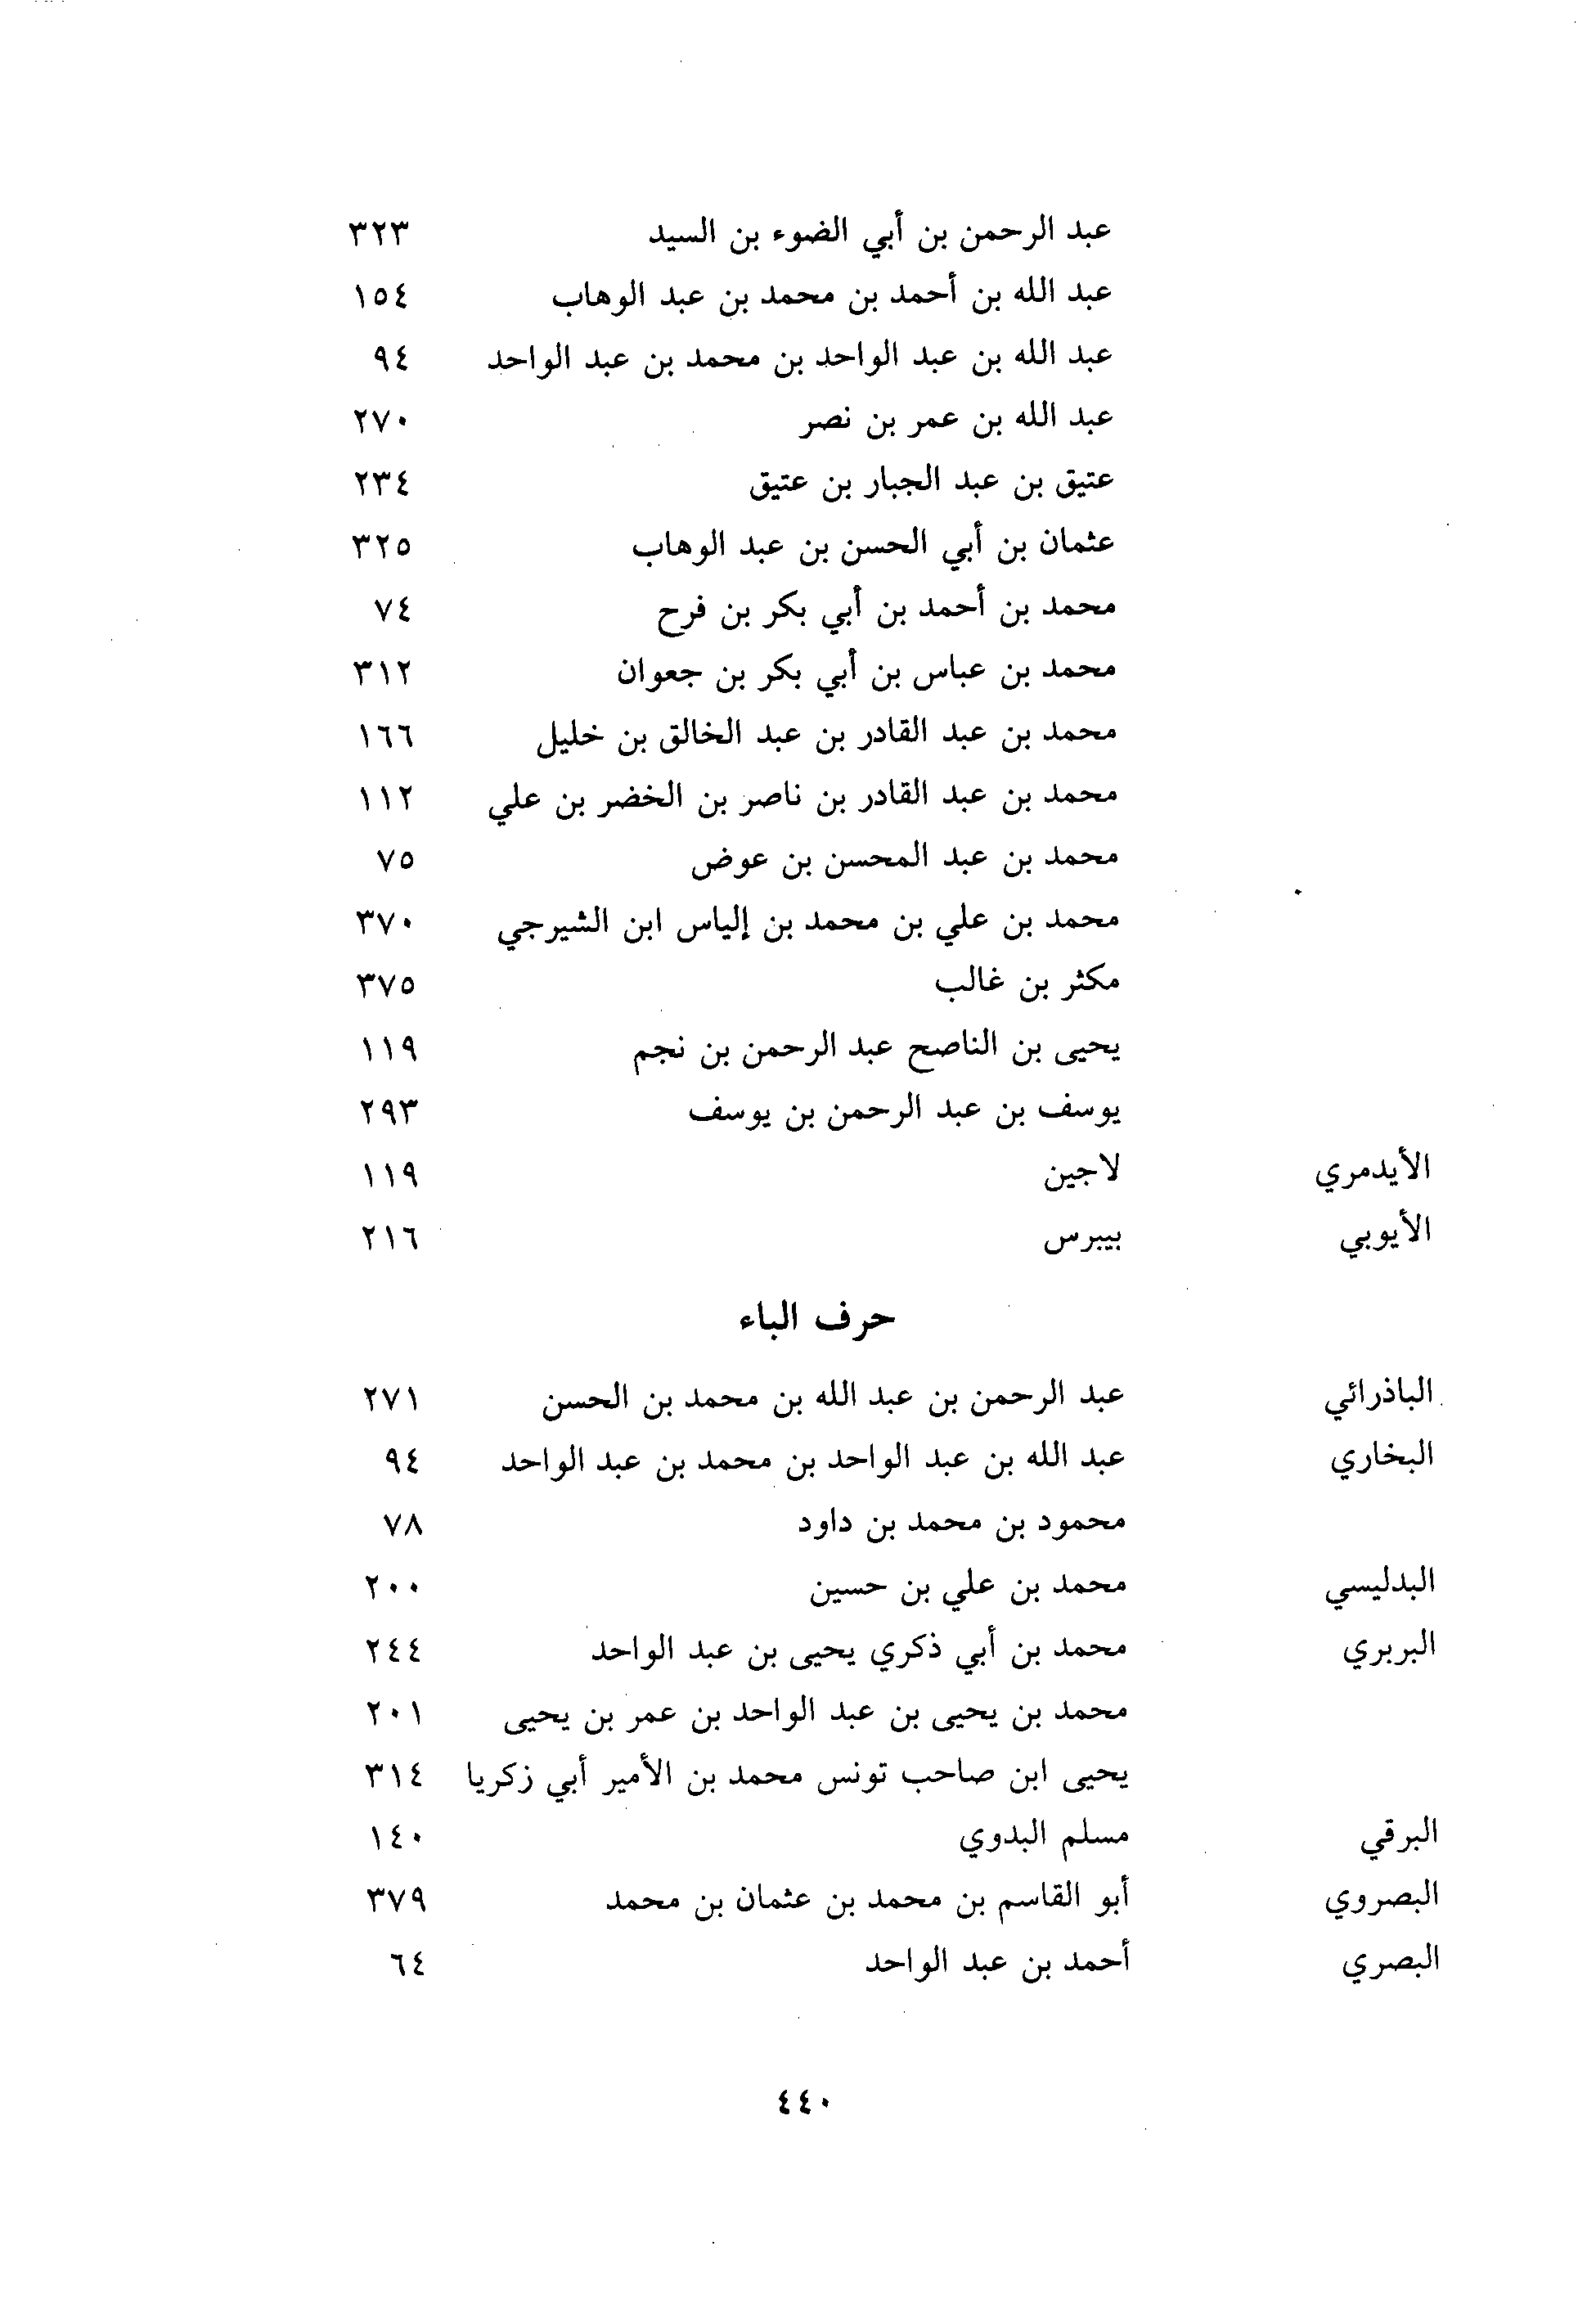 عبد الرحمن بن أبي الضوء بن السيد ٣٢٣
عبد الله بن أحمد بن محمد بن عبد الوهاب ١٥٤
عبد الله بن عبد الواحد بن محمد بن عبد الواحد ٩٤
عبد الله بن عمر بن نصر ٢٧٠
عتيق بن عبد الجبار بن عتيق ٢٣٤
عثمان بن أبي الحسن بن عبد الوهاب ٣٢٥
محمد بن أحمد بن أبي بكر بن فرح ٧٤
محمد بن عباس بن أبي بكر بن جعوان ٣١٢
محمد بن عبد القادر بن عبد الخالق بن خليل ١٦٦
محمد بن عبد القادر بن ناصر بن الخضر بن علي ١١٢
محمد بن عبد المحسن بن عوض ٧٥
محمد بن علي بن محمد بن إلياس ابن الشيرجي ٣٧٠
مكثر بن غالب ٣٧٥
يحيى بن الناصح عبد الرحمن بن نجم ١١٩
يوسف بن عبد الرحمن بن يوسف ٢٩٣
الأيدمري لاجين ١١٩
الأيوبي بيبرس ٢١٦
حرف الباء
الباذرائي عبد الرحمن بن عبد الله بن محمد بن الحسن ٢٧١
البخاري عبد الله بن عبد الواحد بن محمد بن عبد الواحد ٩٤
محمود بن محمد بن داود ٧٨
البدليسي محمد بن علي بن حسين ٢٠٠
البربري محمد بن أبي ذكري يحيى بن عبد الواحد ٢٤٤
محمد بن يحيى بن عبد الواحد بن عمر بن يحيى ٢٠١
يحيى ابن صاحب تونس محمد بن الأمير أبي زكريا ٣١٤
البرقي مسلم البدوي ١٤٠
البصروي أبو القاسم بن محمد بن عثمان بن محمد ٣٧٩
البصري أحمد بن عبد الواحد ٦٤
٤٤٠